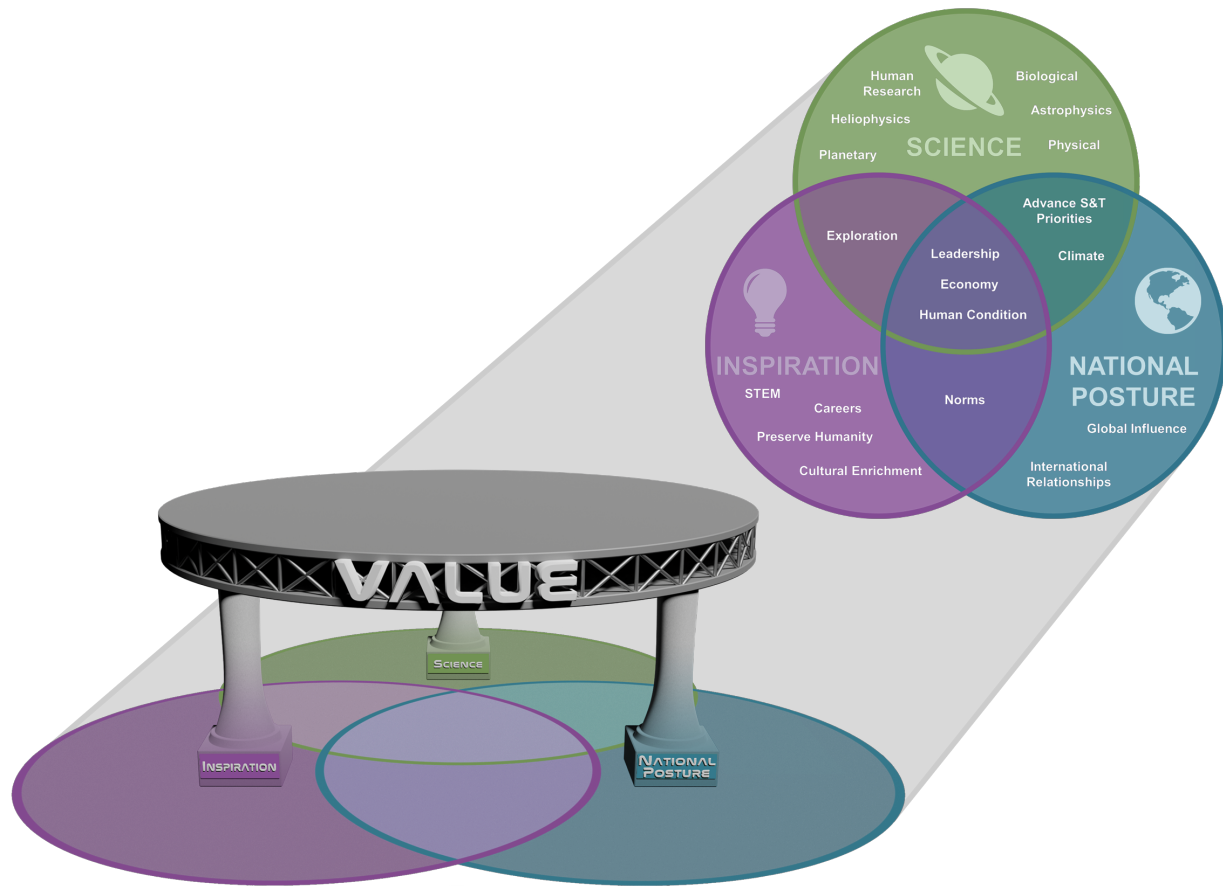 Human
Research
Biological
Heliophysics
Astrophysics
SCIENCE
Physical
Planetary
Exploration
Advance S&T
Priorities
Leadership
Climate
Economy
Human Condition
INSPIRATION
STEM
Careers
Preserve Humanity
Cultural Enrichment
Norms
NATIONAL
POSTURE
Global Influence
International
Relationships
VALUE
SCIENCE
INSPIRATION
NATIONAL
POSTURE